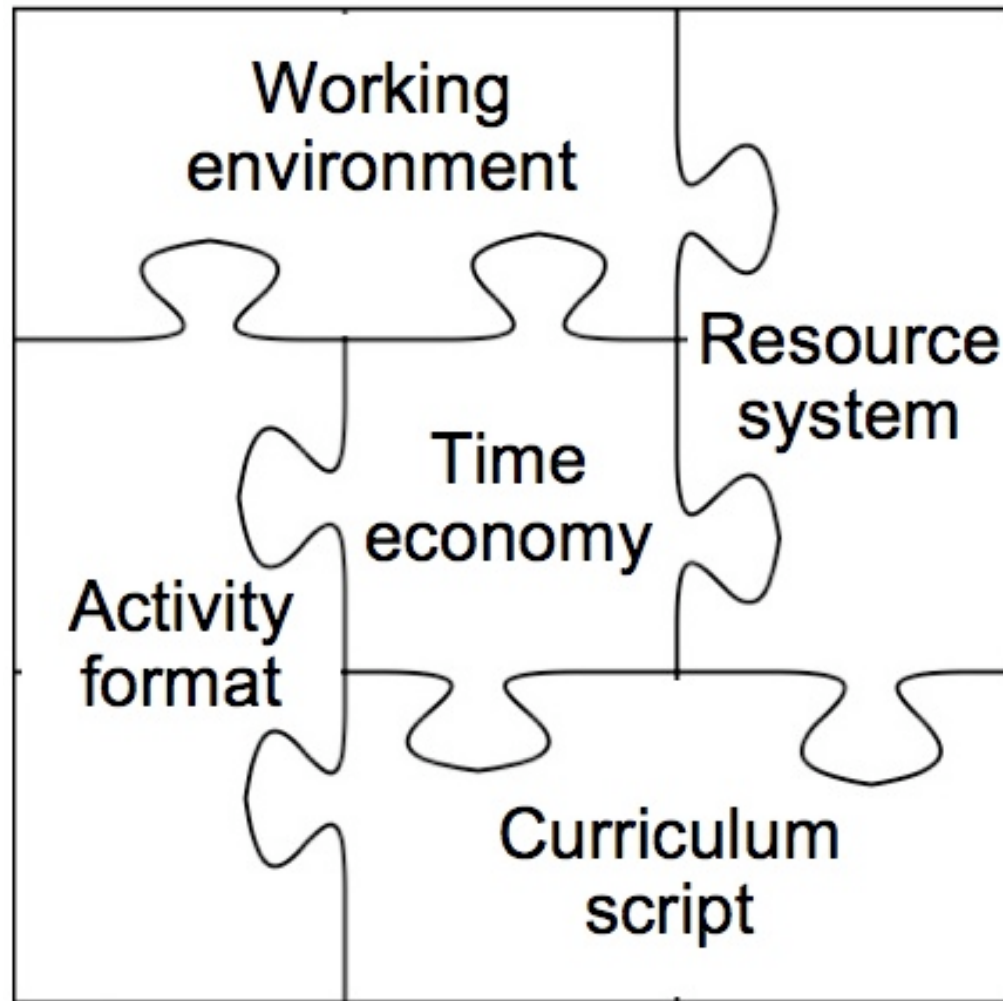 Working
environment
Resource
system
Time
economy
Activity
format
Curriculum
script